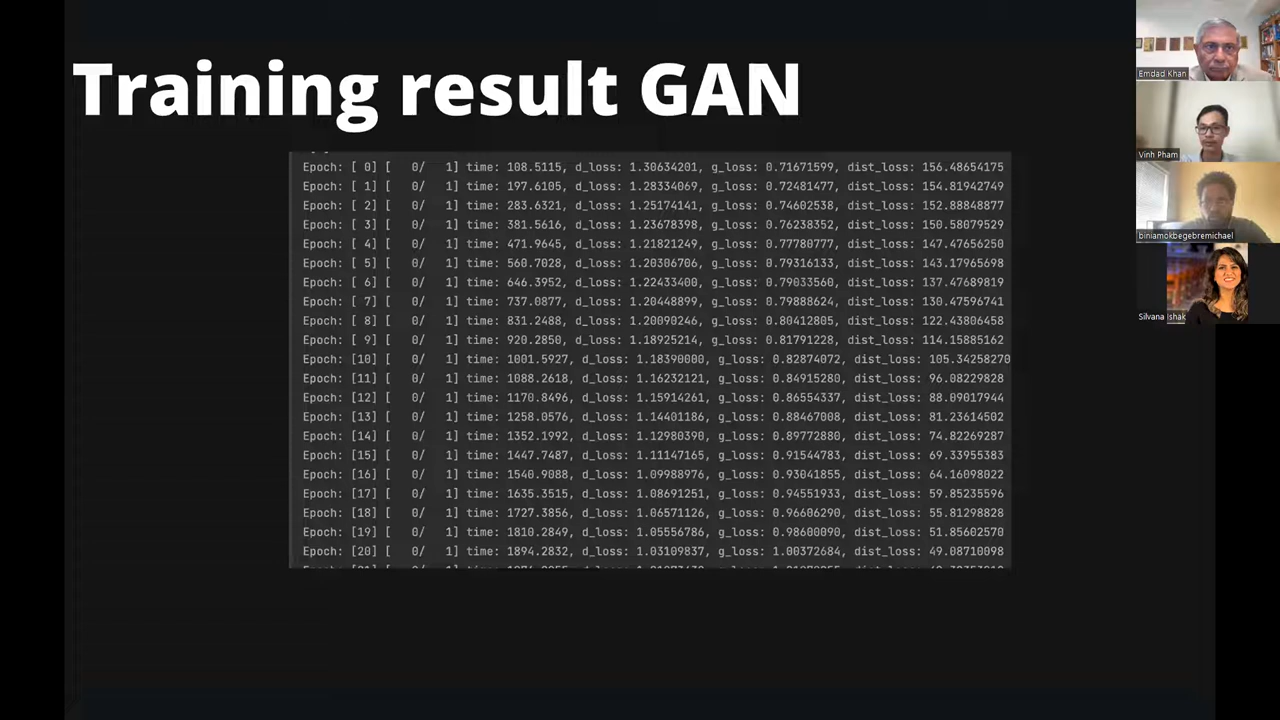 Training result GAN
Epoch: [ 0] [ 0/ 1] time: 108.5115, d_loss: 1.30634201, g_loss: 0.71671599, dist_loss: 156.48654175
Epoch: [ 1] [ 0/ 1] time: 197.6105, d_loss: 1.28334069, g_loss: 0.72481477, dist_loss: 154.81942749
Epoch: [ 2] [ 0/ 1] time: 283.6321, d_loss: 1.25174141, g_loss: 0.74602538, dist_loss: 152.88848877
Epoch: [ 3] [ 0/ 1] time: 381.5616, d_loss: 1.23678398, g_loss: 0.76238352, dist_loss: 150.58079529
Epoch: [ 4] [ 0/ 1] time: 471.9645, d_loss: 1.21821249, g_loss: 0.77780777, dist_loss: 147.47656250
Epoch: [ 5] [ 0/ 1] time: 560.7028, d_loss: 1.20306706, g_loss: 0.79316133, dist_loss: 143.17965698
Epoch: [ 6] [ 0/ 1] time: 646.3952, d_loss: 1.22433400, g_loss: 0.79033560, dist_loss: 137.47689819
Epoch: [ 7] [ 0/ 1] time: 737.0877, d_loss: 1.20448899, g_loss: 0.79888624, dist_loss: 130.47596741
Epoch: [ 8] [ 0/ 1] time: 831.2488, d_loss: 1.20090246, g_loss: 0.80412805, dist_loss: 122.43806458
Epoch: [ 9] [ 0/ 1] time: 920.2850, d_loss: 1.18925214, g_loss: 0.81791228, dist_loss: 114.15885162
Epoch: [10] [ 0/ 1] time: 1001.5927, d_loss: 1.18390000, g_loss: 0.82874072, dist_loss: 105.34258270
Epoch: [11] [ 0/ 1] time: 1088.2618, d_loss: 1.16232121, g_loss: 0.84915280, dist_loss: 96.08229828
Epoch: [12] [ 0/ 1] time: 1170.8496, d_loss: 1.15914261, g_loss: 0.86554337, dist_loss: 88.09017944
Epoch: [13] [ 0/ 1] time: 1258.0576, d_loss: 1.14401186, g_loss: 0.88467008, dist_loss: 81.23614502
Epoch: [14] [ 0/ 1] time: 1352.1992, d_loss: 1.12980390, g_loss: 0.89772880, dist_loss: 74.82269287
Epoch: [15] [ 0/ 1] time: 1447.7487, d_loss: 1.11147165, g_loss: 0.91544783, dist_loss: 69.33955383
Epoch: [16] [ 0/ 1] time: 1540.9088, d_loss: 1.09988976, g_loss: 0.93041855, dist_loss: 64.16098022
Epoch: [17] [ 0/ 1] time: 1635.3515, d_loss: 1.08691251, g_loss: 0.94551933, dist_loss: 59.85235596
Epoch: [18] [ 0/ 1] time: 1727.3856, d_loss: 1.06571126, g_loss: 0.96606290, dist_loss: 55.81298828
Epoch: [19] [ 0/ 1] time: 1810.2849, d_loss: 1.05556786, g_loss: 0.98600090, dist_loss: 51.85602570
Epoch: [20] [ 0/ 1] time: 1894.2832, d_loss: 1.03109837, g_loss: 1.00372684, dist_loss: 49.08710098
Emdad Khan
Vinh Pham
biniamokbegebremichael
Silvana Ishak